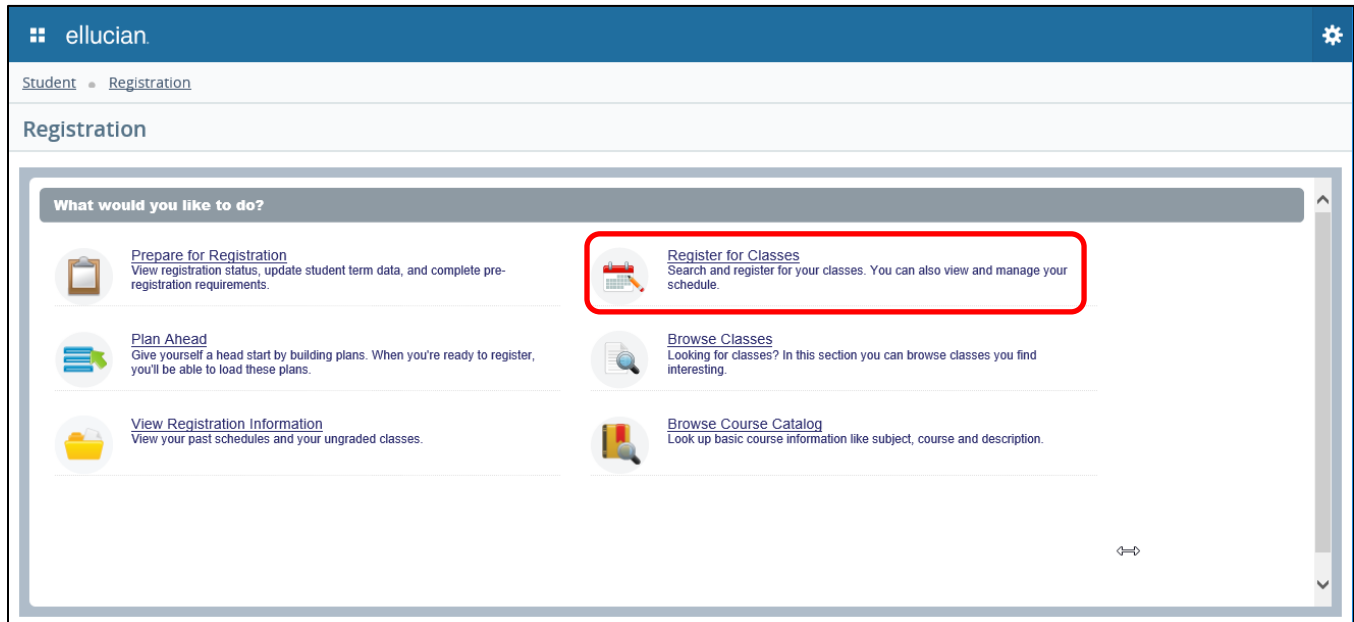 ellucian.
Student • Registration
Registration
What would you like to do?
Prepare for Registration
View registration status, update student term data, and complete pre-
registration requirements.
Register for Classes
Search and register for your classes. You can also view and manage your
schedule.
Plan Ahead
Give yourself a head start by building plans. When you're ready to register,
you'll be able to load these plans.
Browse Classes
Looking for classes? In this section you can browse classes you find
interesting.
View Registration Information
View your past schedules and your ungraded classes.
Browse Course Catalog
Look up basic course information like subject, course and description.